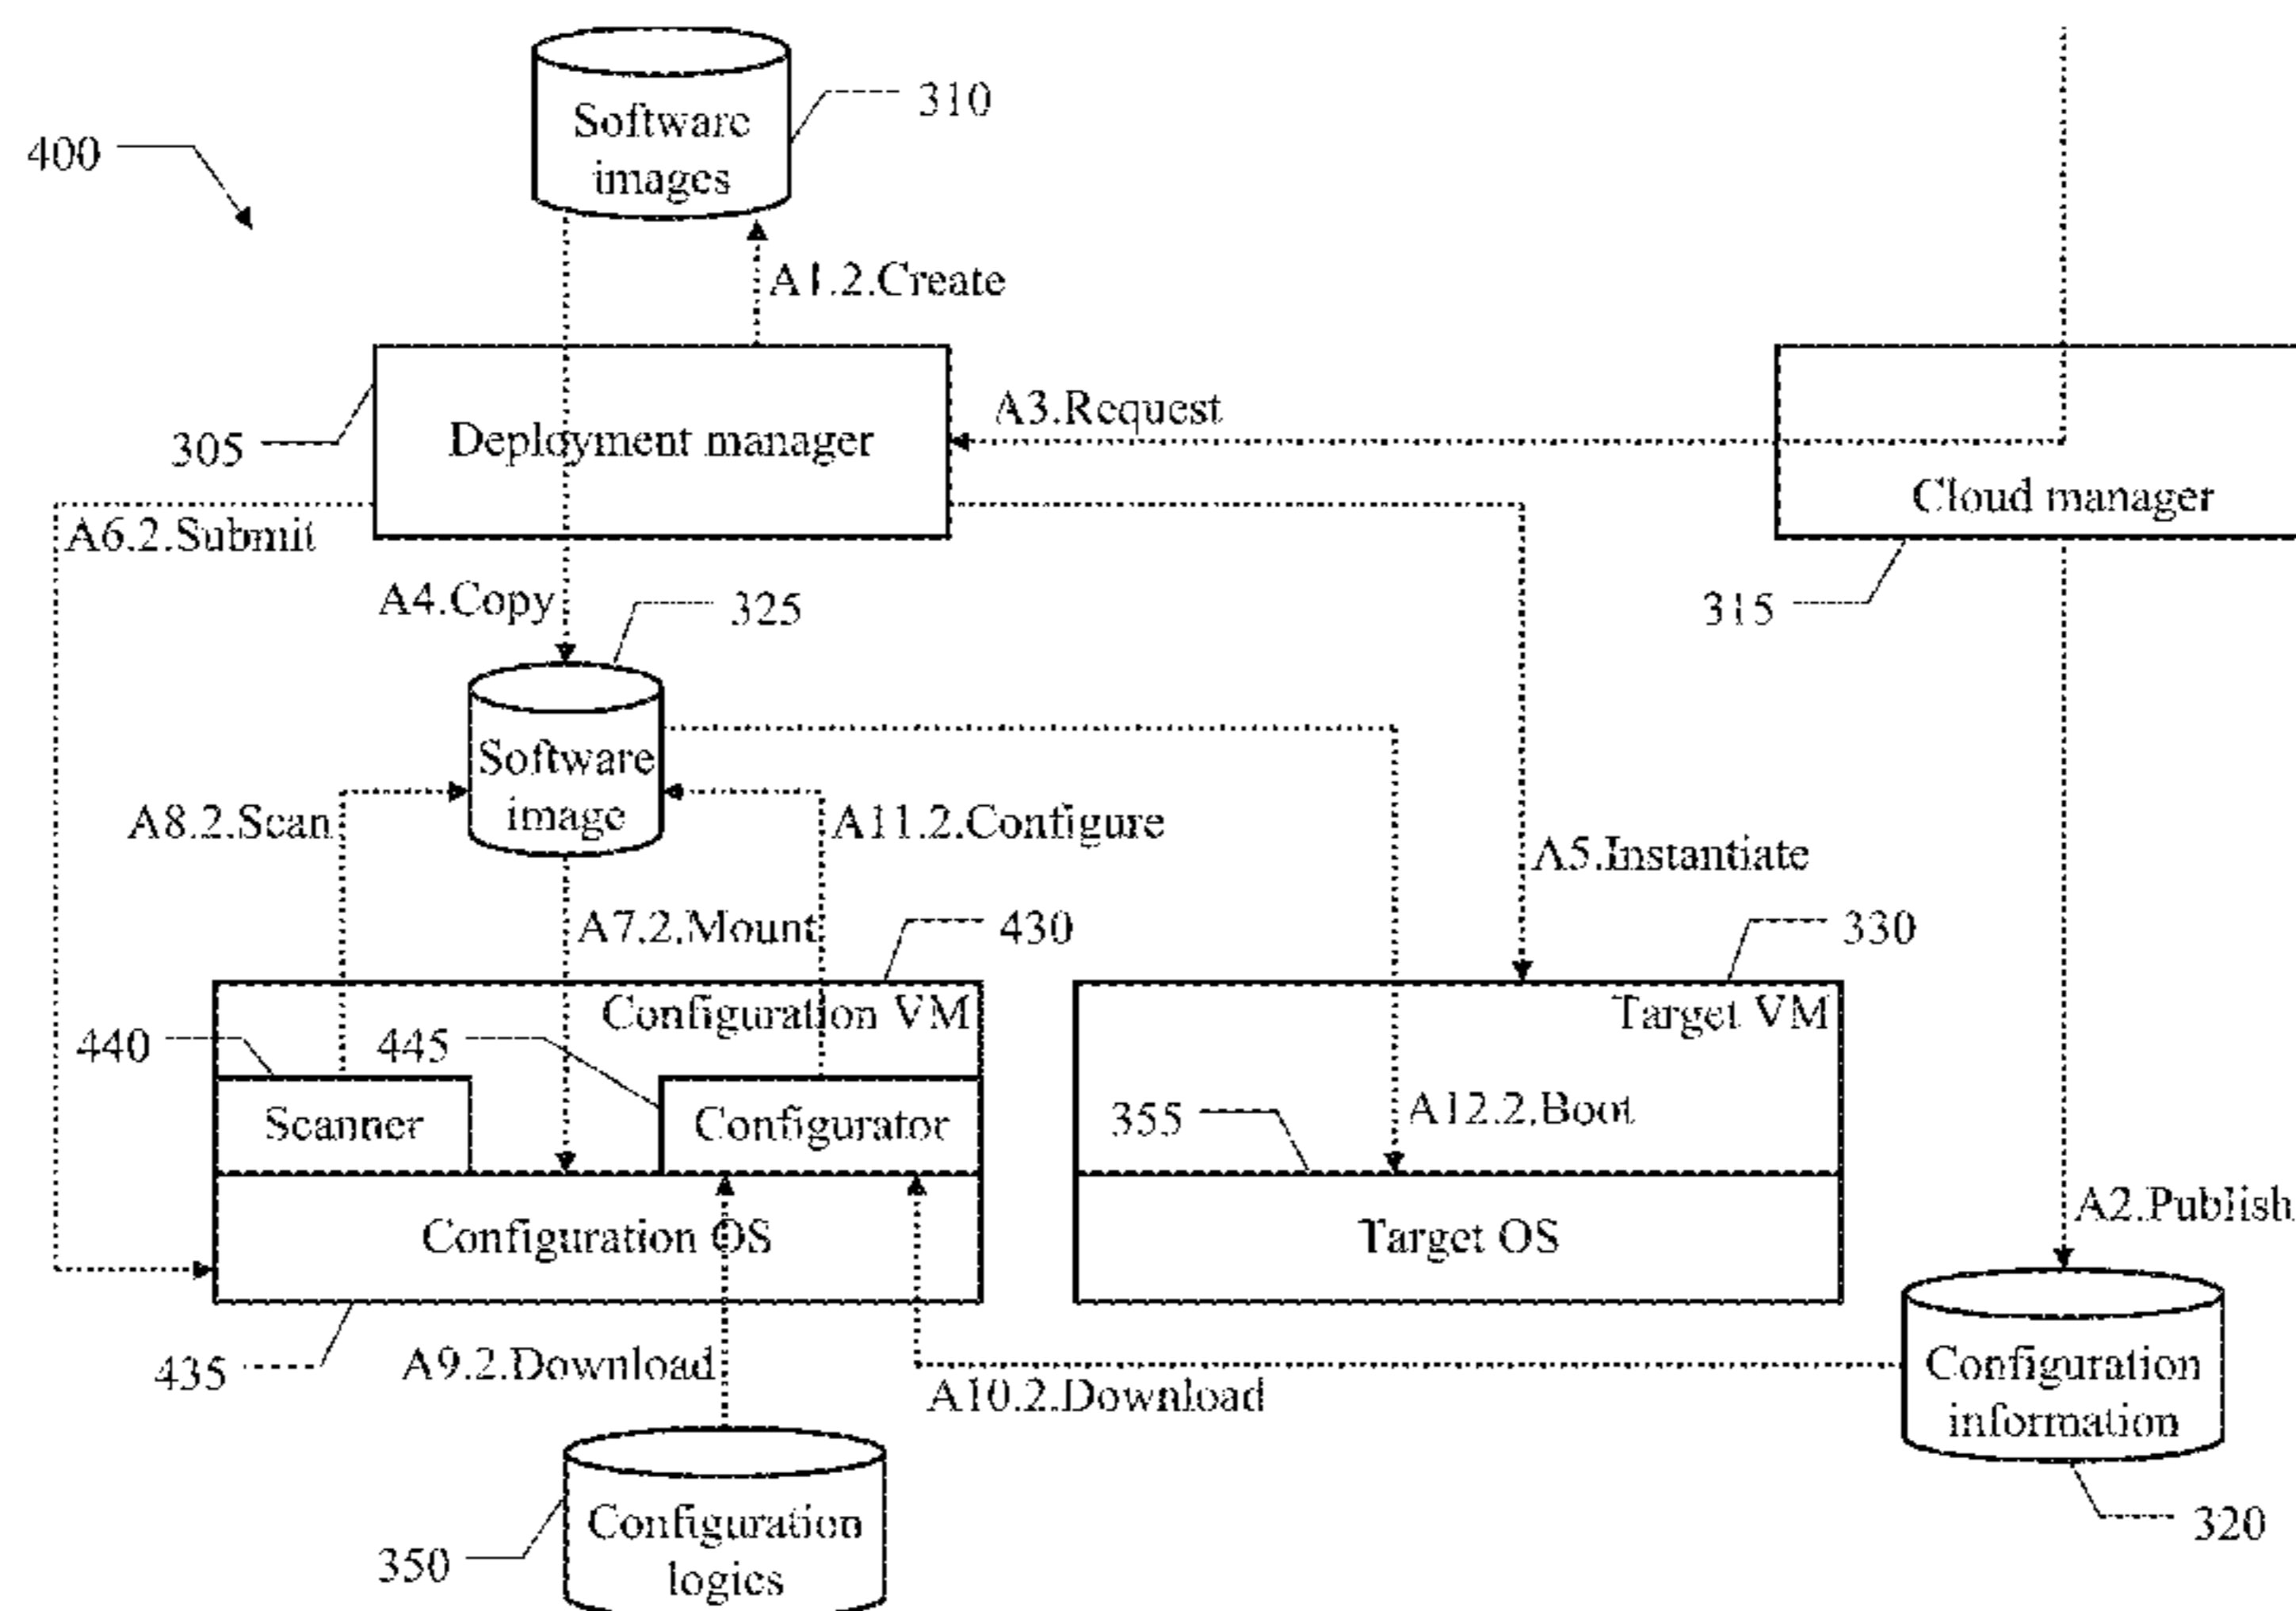 310
Software
images
400
A1.2.Create
A3.Request
305
Deployment manager
Cloud manager
A6.2.Submit
A4.Copy
325
315
Software
image
A8.2.Scan
A11.2.Configure
A5.Instantiate
A7.2.Mount
430
330
Configuration VM
Target VM
440
445
Scanner
Configurator
355
A12.2.Boot
Configuration OS
Target OS
A2.Publish
435
A9.2.Download
A10.2.Download
Configuration
information
350
Configuration
logics
320